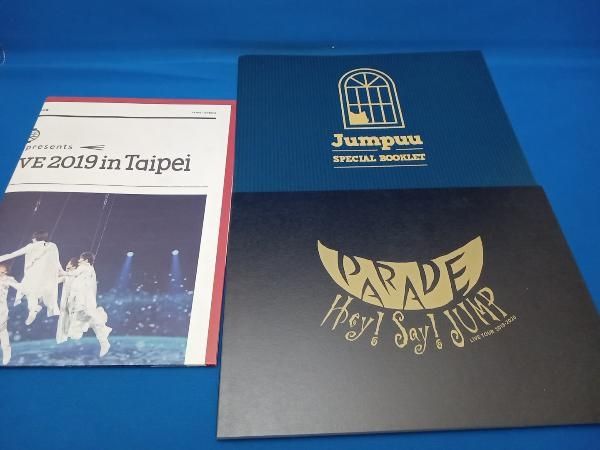 presents
VE 2019 in Taipei
Jumpuu
SPECIAL BOOKLET
PARADE
Hey! Say! JUMP
LIVE TOUR 2019-2020